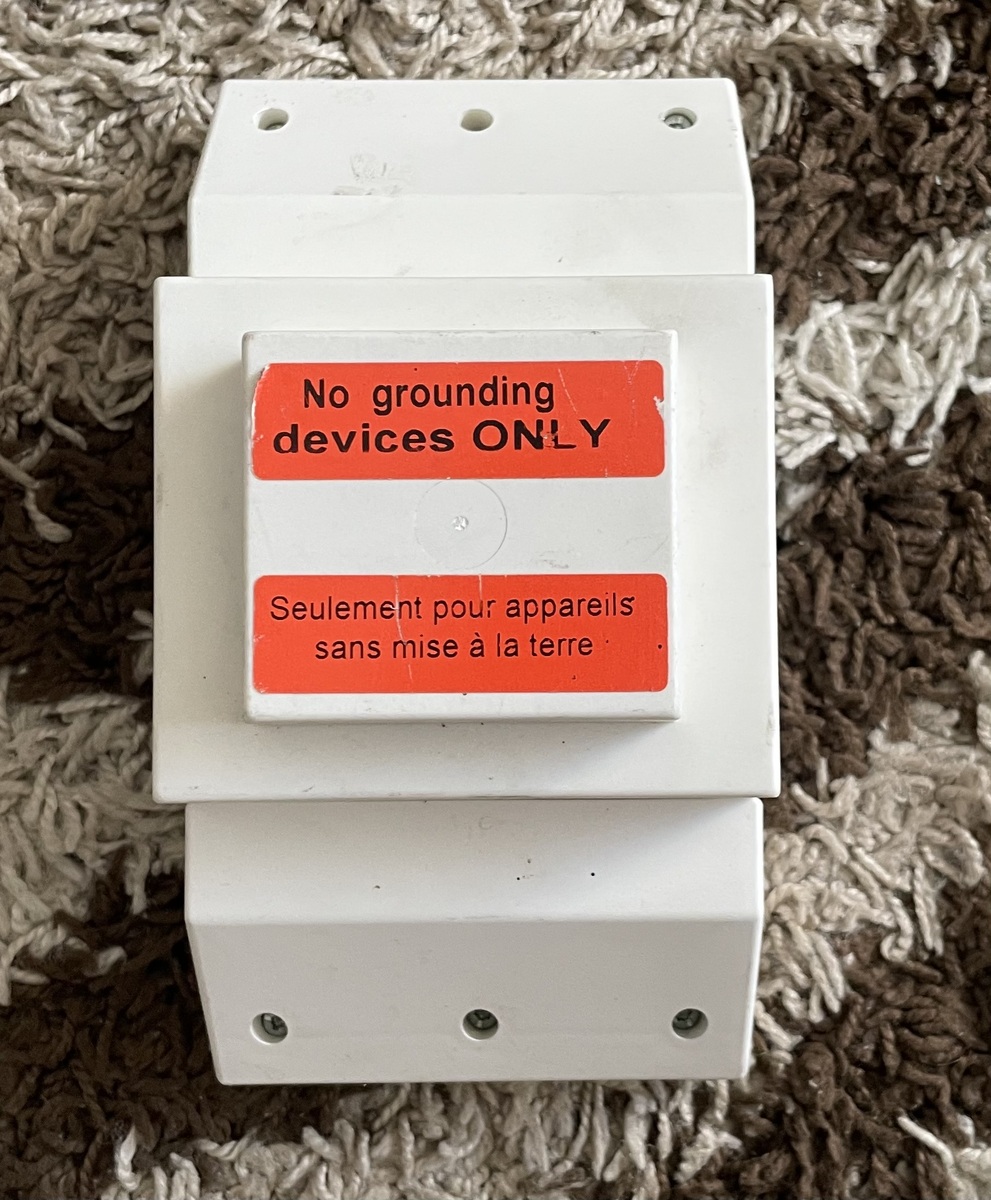 No grounding
devices ONLY
Seulement pour appareils
sans mise à la terre